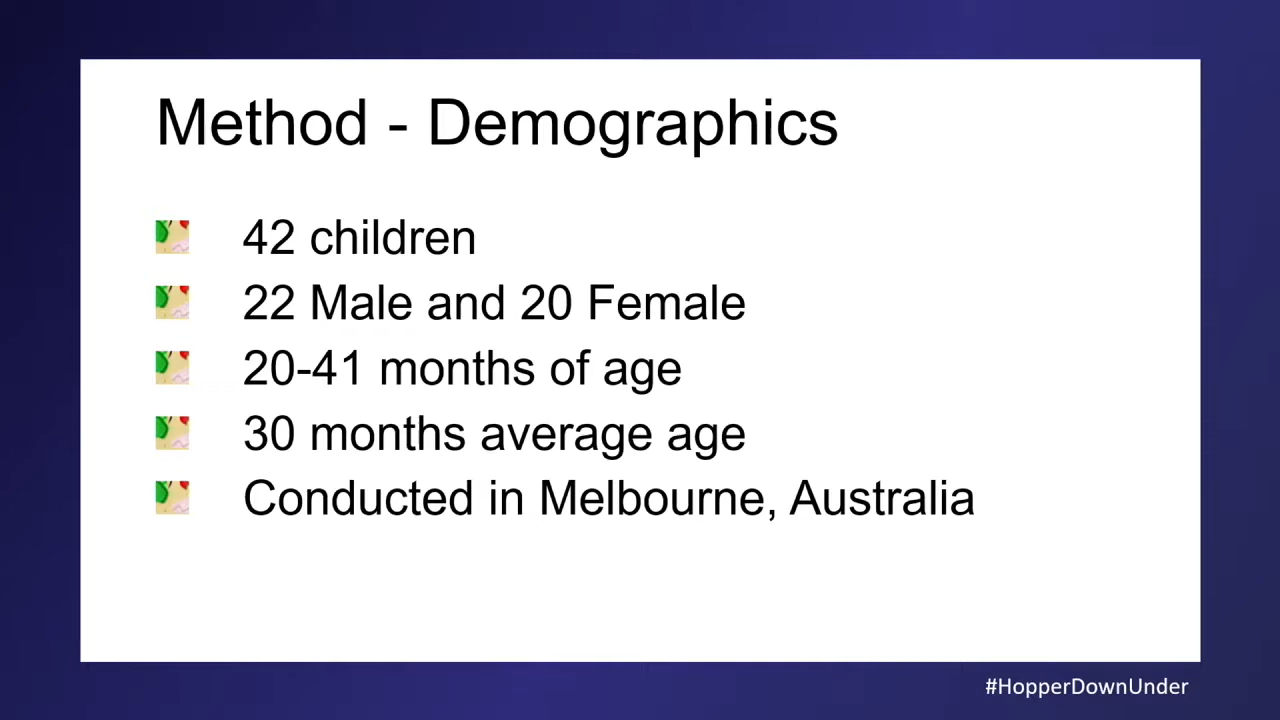 Method - Demographics
42 children
22 Male and 20 Female
20-41 months of age
30 months average age
Conducted in Melbourne, Australia
#HopperDownUnder